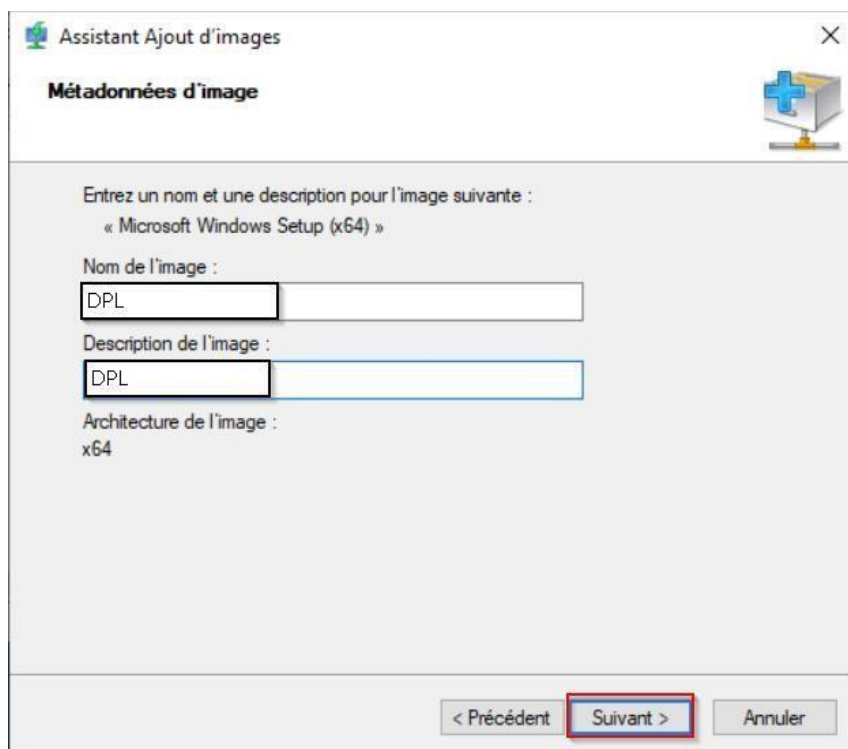 Assistant Ajout d'images
Métadonnées d'image
Entrez un nom et une description pour l'image suivante :
« Microsoft Windows Setup (x64) »
Nom de l'image :
DPL
Description de l'image :
DPL
Architecture de l'image :
x64
< Précédent Suivant > Annuler